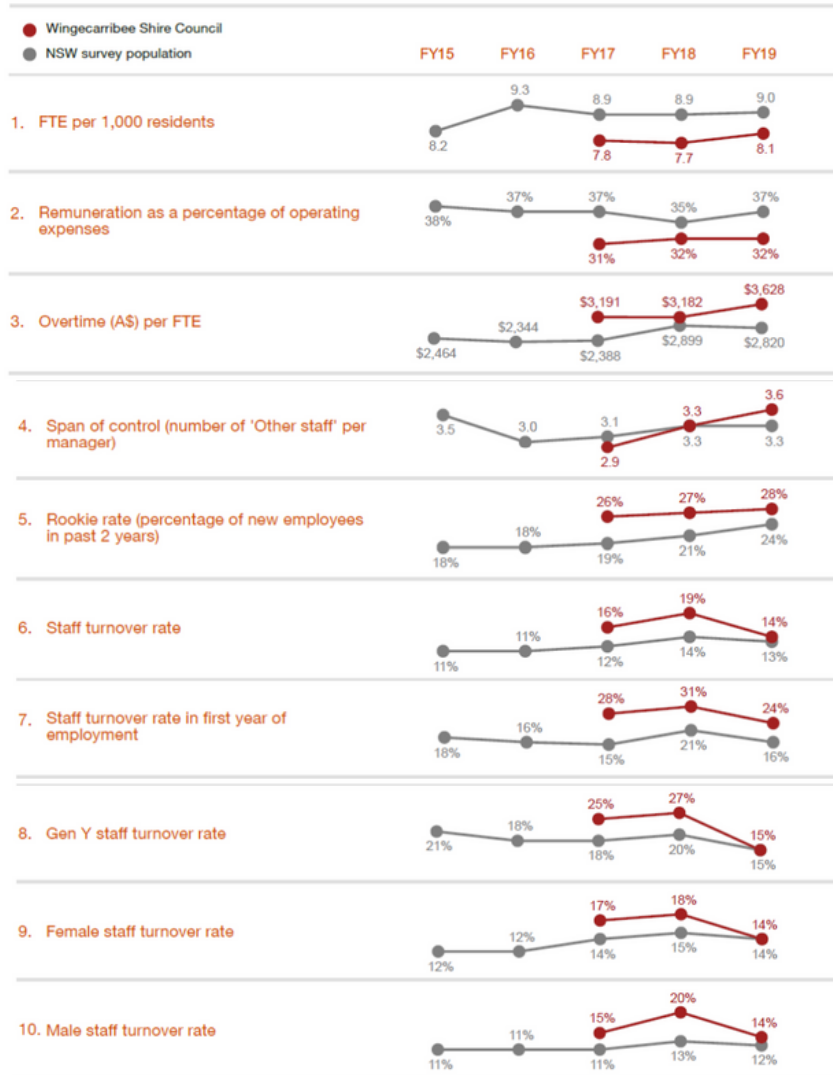 Wingecarribee Shire Council
NSW survey population
FY15 FY16 FY17 FY18 FY19
1. FTE per 1,000 residents
8.2 9.3 8.9 8.9 9.0
7.8 7.7 8.1
2. Remuneration as a percentage of operating
expenses
38% 37% 37% 35% 37%
31% 32% 32%
3. Overtime (A$) per FTE
$3,191 $3,182 $3,628
$2,464 $2,344 $2,388 $2,899 $2,820
4. Span of control (number of 'Other staff' per
manager)
3.5 3.0 3.1 3.3 3.3
2.9 3.3 3.6
5. Rookie rate (percentage of new employees
in past 2 years)
26% 27% 28%
18% 18% 19% 21% 24%
6. Staff turnover rate
16% 19% 14%
11% 11% 12% 14% 13%
7. Staff turnover rate in first year of
employment
28% 31% 24%
18% 16% 15% 21% 16%
8. Gen Y staff turnover rate
25% 27% 15%
21% 18% 18% 20% 15%
9. Female staff turnover rate
17% 18% 14%
12% 12% 14% 15% 14%
10. Male staff turnover rate
15% 20% 14%
11% 11% 11% 13% 12%